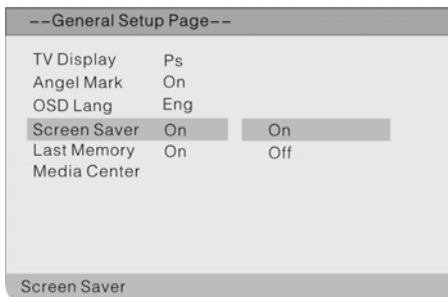 --General Setup Page--
TV Display Ps
Angel Mark On
OSD Lang Eng
Screen Saver On On
Last Memory On Off
Media Center
Screen Saver